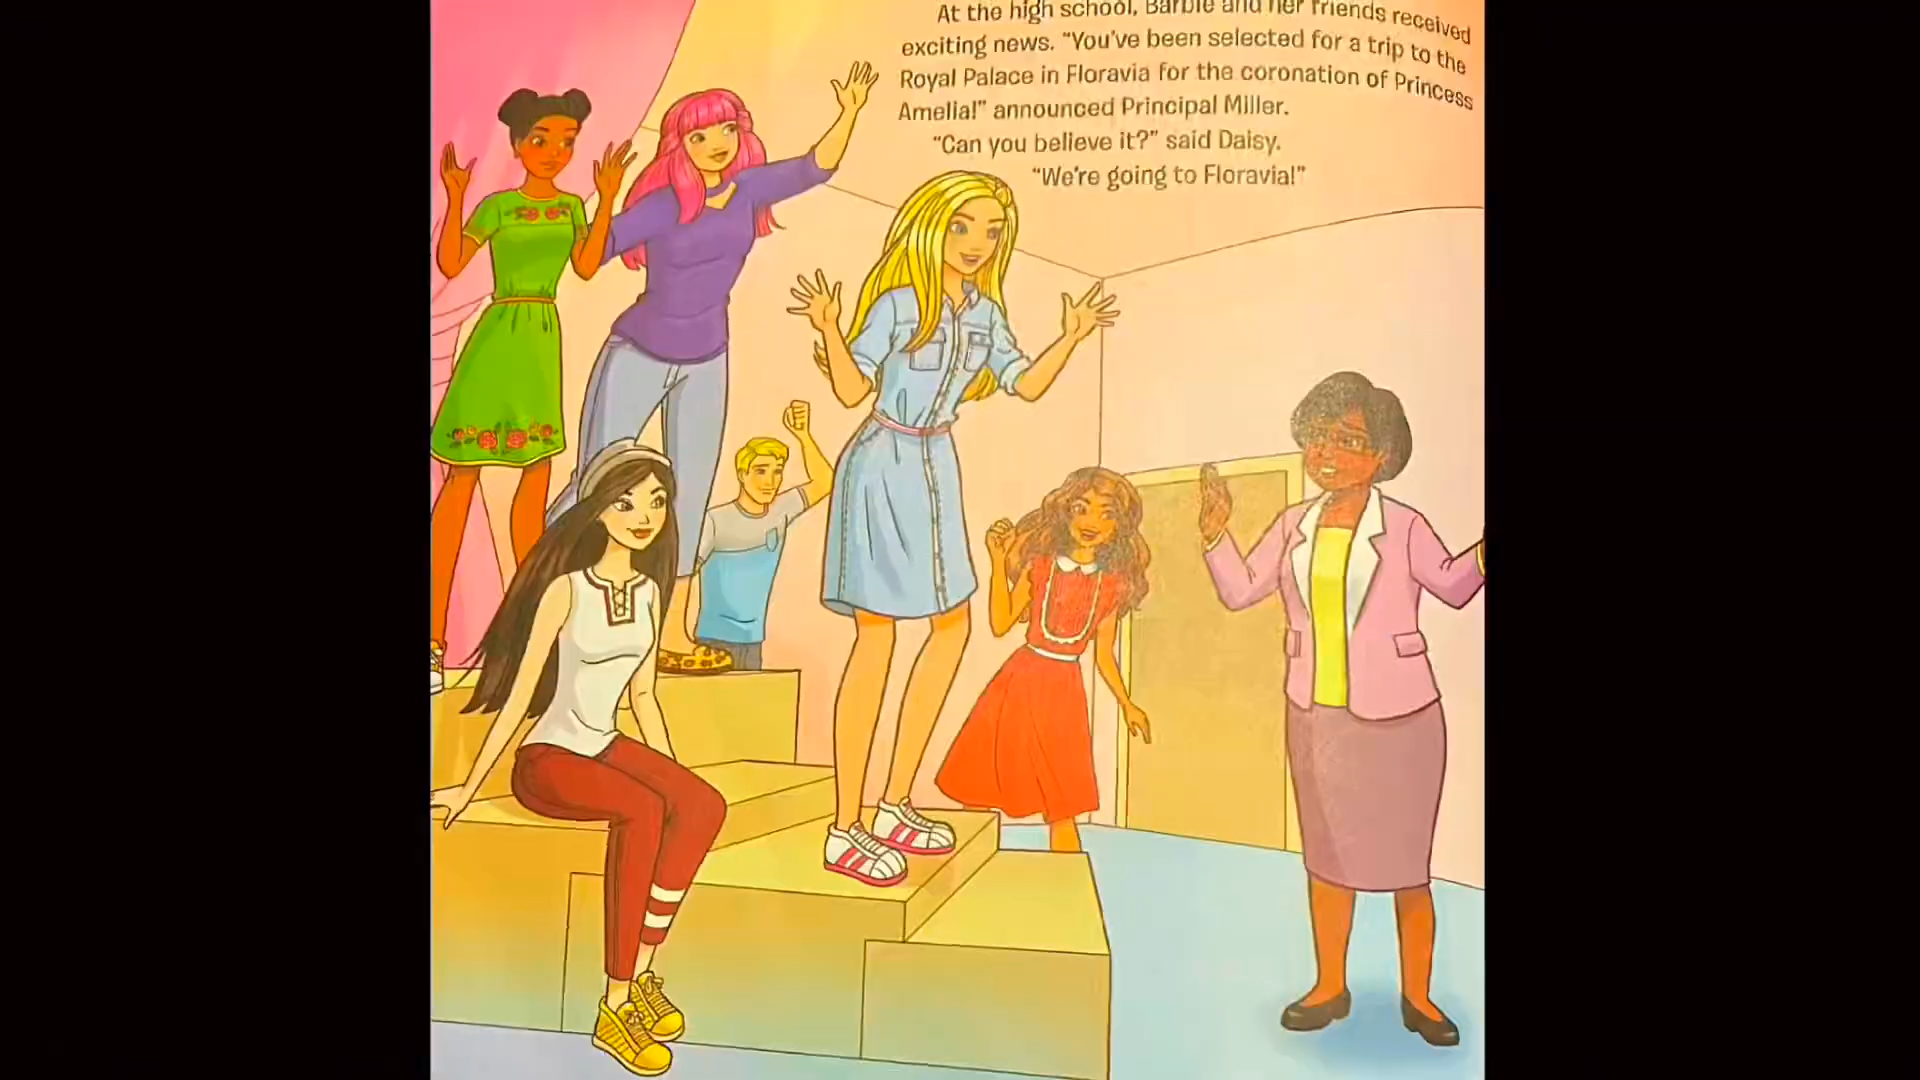 At the high school, Barbie and her friends received
exciting news. “You’ve been selected for a trip to the
Royal Palace in Floravia for the coronation of Princess
Amelia!” announced Principal Miller.
“Can you believe it?” said Daisy.
“We’re going to Floravia!”